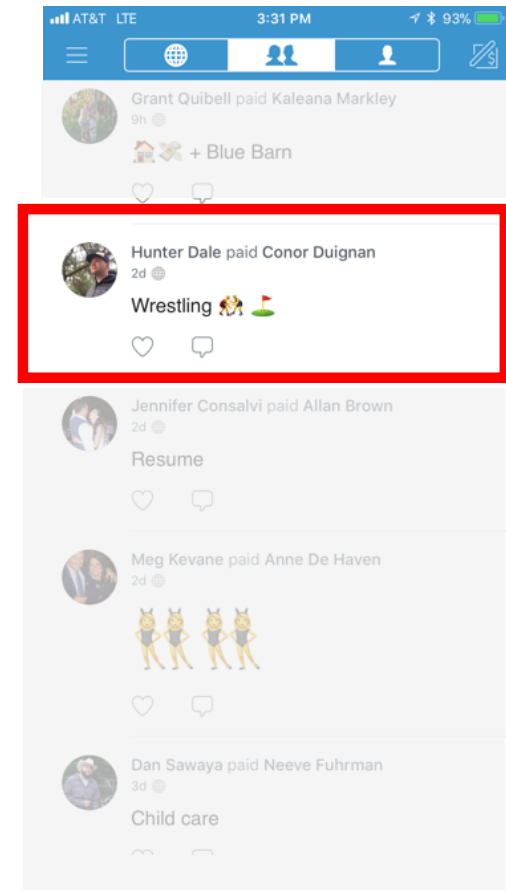 AT&T LTE 3:31 PM 93%
Grant Quibell paid Kaleana Markley
9h
🏠💸 + Blue Barn
Hunter Dale paid Conor Duignan
2d
Wrestling 🤼 ⛳
Jennifer Consalvi paid Allan Brown
2d
Resume
Meg Kevane paid Anne De Haven
2d
👯👯
Dan Sawaya paid Neeve Fuhrman
3d
Child care